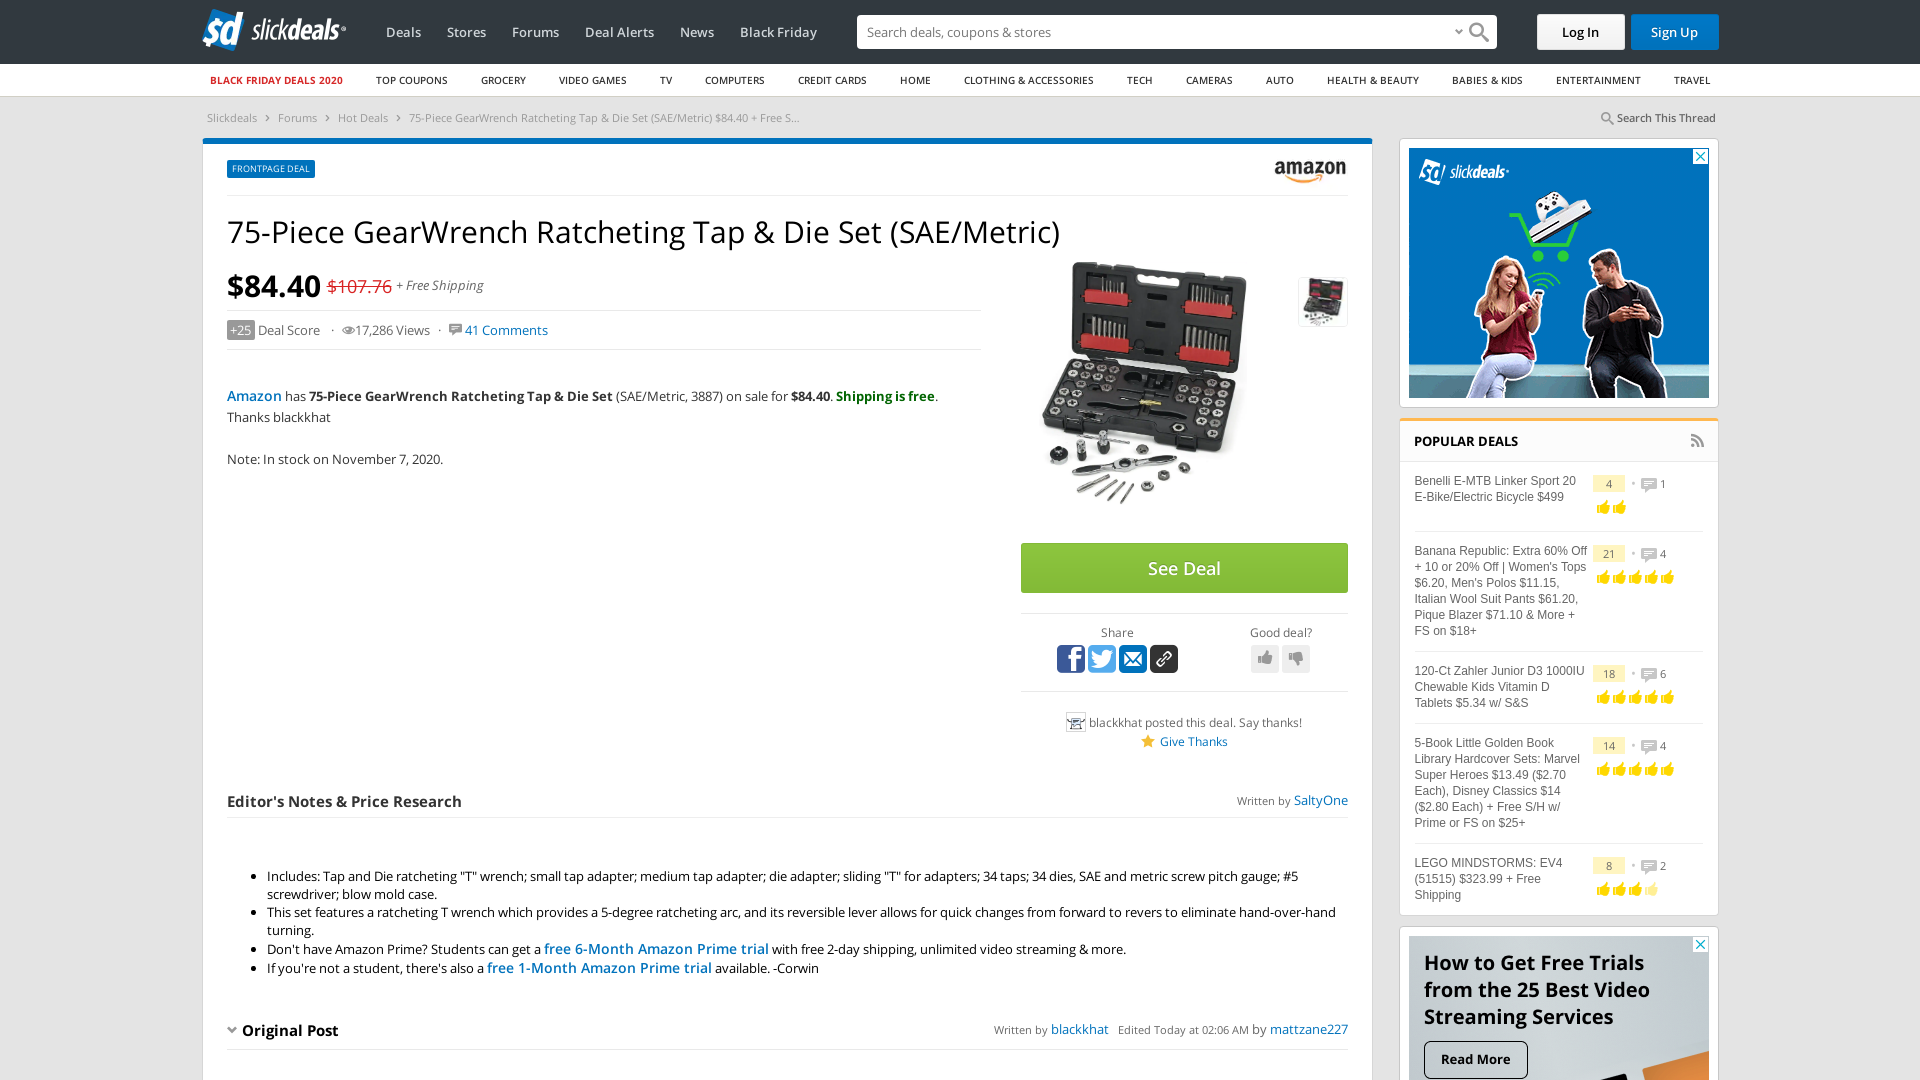 sd slickdeals
Deals
Stores
Forums
Deal Alerts
News
Black Friday
Search deals, coupons & stores
Log In
Sign Up
BLACK FRIDAY DEALS 2020
TOP COUPONS
GROCERY
VIDEO GAMES
TV
COMPUTERS
CREDIT CARDS
HOME
CLOTHING & ACCESSORIES
TECH
CAMERAS
AUTO
HEALTH & BEAUTY
BABIES & KIDS
ENTERTAINMENT
TRAVEL
Slickdeals › Forums › Hot Deals › 75-Piece GearWrench Ratcheting Tap & Die Set (SAE/Metric) $84.40 + Free S...
Search This Thread
FRONTPAGE DEAL
amazon
75-Piece GearWrench Ratcheting Tap & Die Set (SAE/Metric)
$84.40 $107.76 + Free Shipping
+25 Deal Score · 17,286 Views · 41 Comments
Amazon has 75-Piece GearWrench Ratcheting Tap & Die Set (SAE/Metric, 3887) on sale for $84.40. Shipping is free.
Thanks blackkhat
Note: In stock on November 7, 2020.
See Deal
Share
Good deal?
blackkhat posted this deal. Say thanks!
Give Thanks
Editor's Notes & Price Research
Written by SaltyOne
• Includes: Tap and Die ratcheting "T" wrench; small tap adapter; medium tap adapter; die adapter; sliding "T" for adapters; 34 taps; 34 dies, SAE and metric screw pitch gauge; #5
screwdriver; blow mold case.
• This set features a ratcheting T wrench which provides a 5-degree ratcheting arc, and its reversible lever allows for quick changes from forward to revers to eliminate hand-over-hand
turning.
• Don't have Amazon Prime? Students can get a free 6-Month Amazon Prime trial with free 2-day shipping, unlimited video streaming & more.
• If you're not a student, there's also a free 1-Month Amazon Prime trial available. -Corwin
Original Post
Written by blackkhat Edited Today at 02:06 AM by mattzane227
sd slickdeals
POPULAR DEALS
Benelli E-MTB Linker Sport 20
E-Bike/Electric Bicycle $499
4 • 1
Banana Republic: Extra 60% Off
+ 10 or 20% Off | Women's Tops
$6.20, Men's Polos $11.15,
Italian Wool Suit Pants $61.20,
Pique Blazer $71.10 & More +
FS on $18+
21 • 4
120-Ct Zahler Junior D3 1000IU
Chewable Kids Vitamin D
Tablets $5.34 w/ S&S
18 • 6
5-Book Little Golden Book
Library Hardcover Sets: Marvel
Super Heroes $13.49 ($2.70
Each), Disney Classics $14
($2.80 Each) + Free S/H w/
Prime or FS on $25+
14 • 4
LEGO MINDSTORMS: EV4
(51515) $323.99 + Free
Shipping
8 • 2
How to Get Free Trials
from the 25 Best Video
Streaming Services
Read More